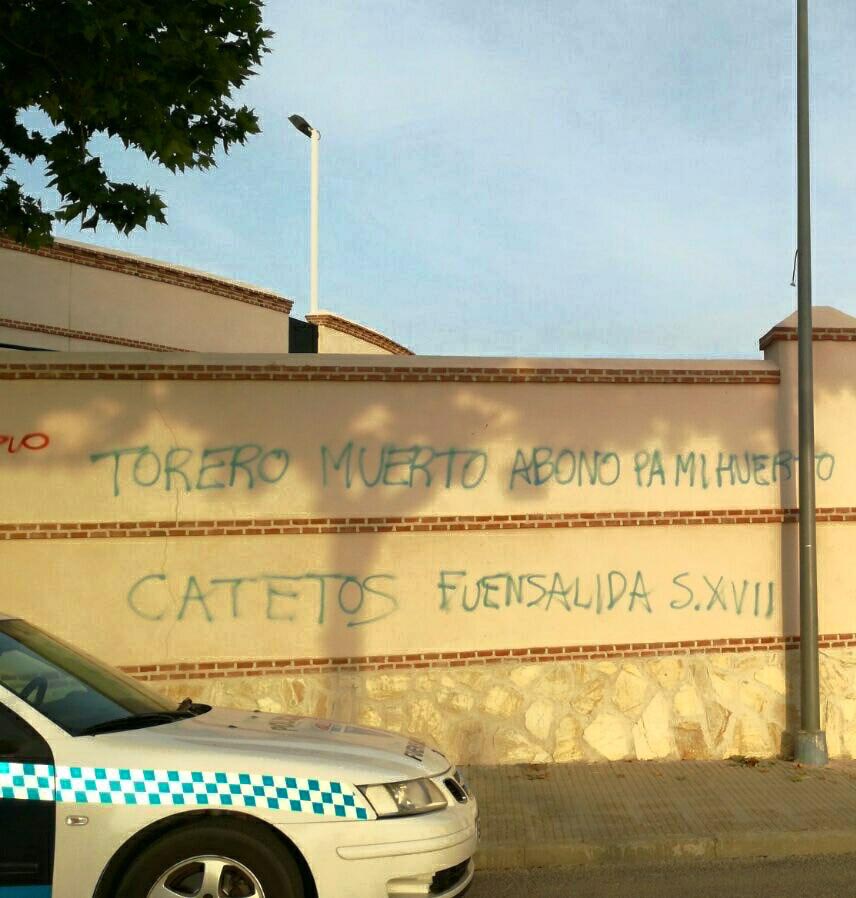 TORERO MUERTO ABONO PA MI HUERTO
CATETOS FUENSALIDA S.XVII